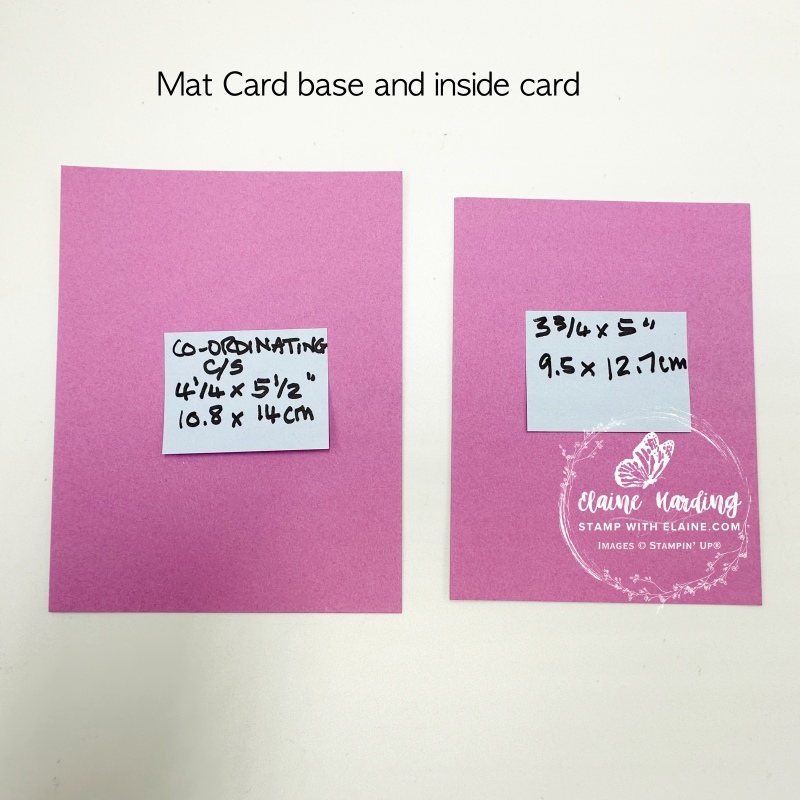 Mat Card base and inside card
CO-ORDINATING
C/S
4 1/4 x 5 1/2"
10.8 x 14cm
3 3/4 x 5"
9.5 x 12.7cm
Elaine Harding
STAMP WITH ELAINE.COM
IMAGES © STAMPIN' UP®